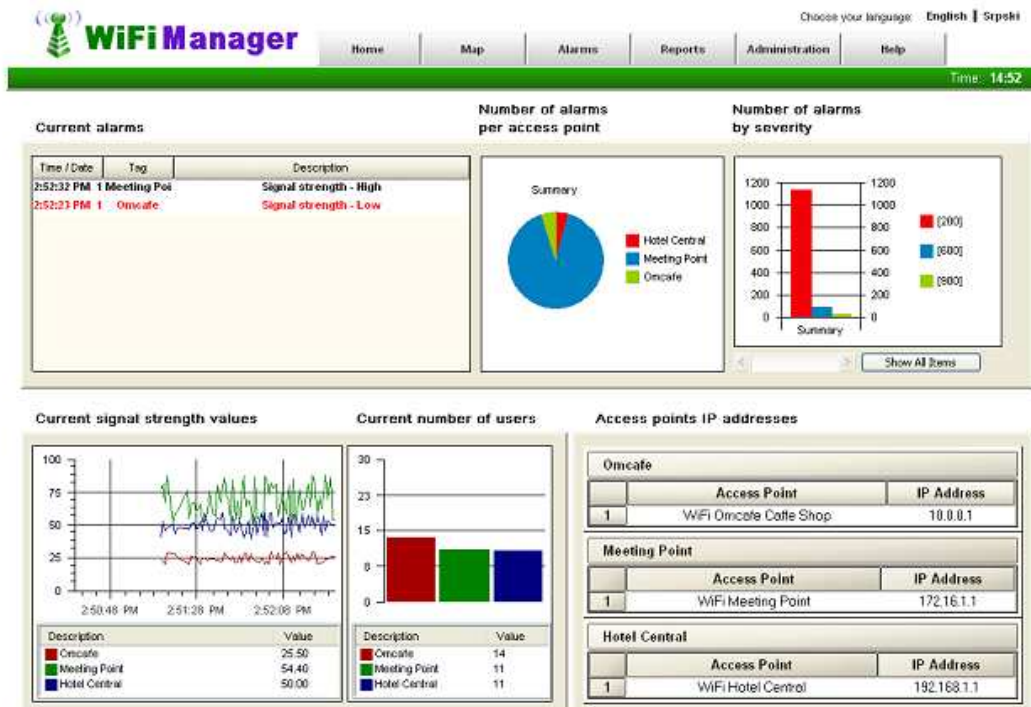 Choose your language: English | Srpski
WiFi Manager
Home Map Alarms Reports Administration Help
Time: 14:52
Current alarms
Number of alarms
per access point
Number of alarms
by severity
Time / Date Tag Description
2:52:32 PM 1 Meeting Poi Signal strength - High
2:52:23 PM 1 Omcafe Signal strength - Low
Summary
Hotel Central
Meeting Point
Omcafe
1200 1200
1000 1000
800 800
600 600
400 400
200 200
0 0
Summary
[200]
[600]
[900]
Show All Items
Current signal strength values
100
75
50
25
0
2:50:48 PM 2:51:28 PM 2:52:08 PM
Description Value
Omcafe 25.50
Meeting Point 54.40
Hotel Central 50.00
Current number of users
30
23
15
8
0
Description Value
Omcafe 14
Meeting Point 11
Hotel Central 11
Access points IP addresses
Omcafe
Access Point IP Address
1 WiFi Omcafe Caffe Shop 10.0.0.1
Meeting Point
Access Point IP Address
1 WiFi Meeting Point 172.16.1.1
Hotel Central
Access Point IP Address
1 WiFi Hotel Central 192.168.1.1